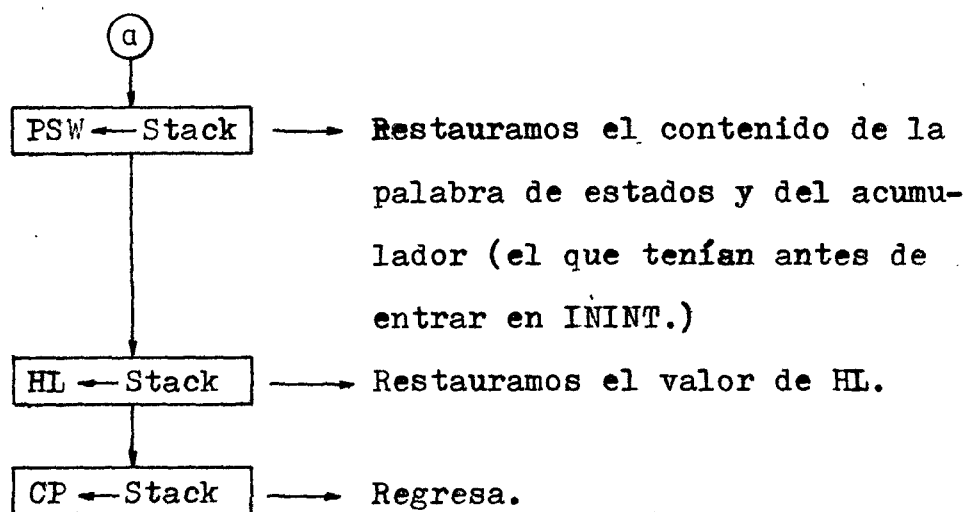 a
PSW ← Stack → Restauramos el contenido de la
palabra de estados y del acumu-
lador (el que tenían antes de
entrar en ININT.)
HL ← Stack → Restauramos el valor de HL.
CP ← Stack → Regresa.